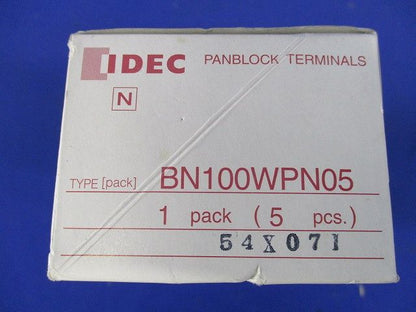 IDEC PANBLOCK TERMINALS
N
TYPE [pack] BN100WPN05
1 pack ( 5 pcs.)
54X071